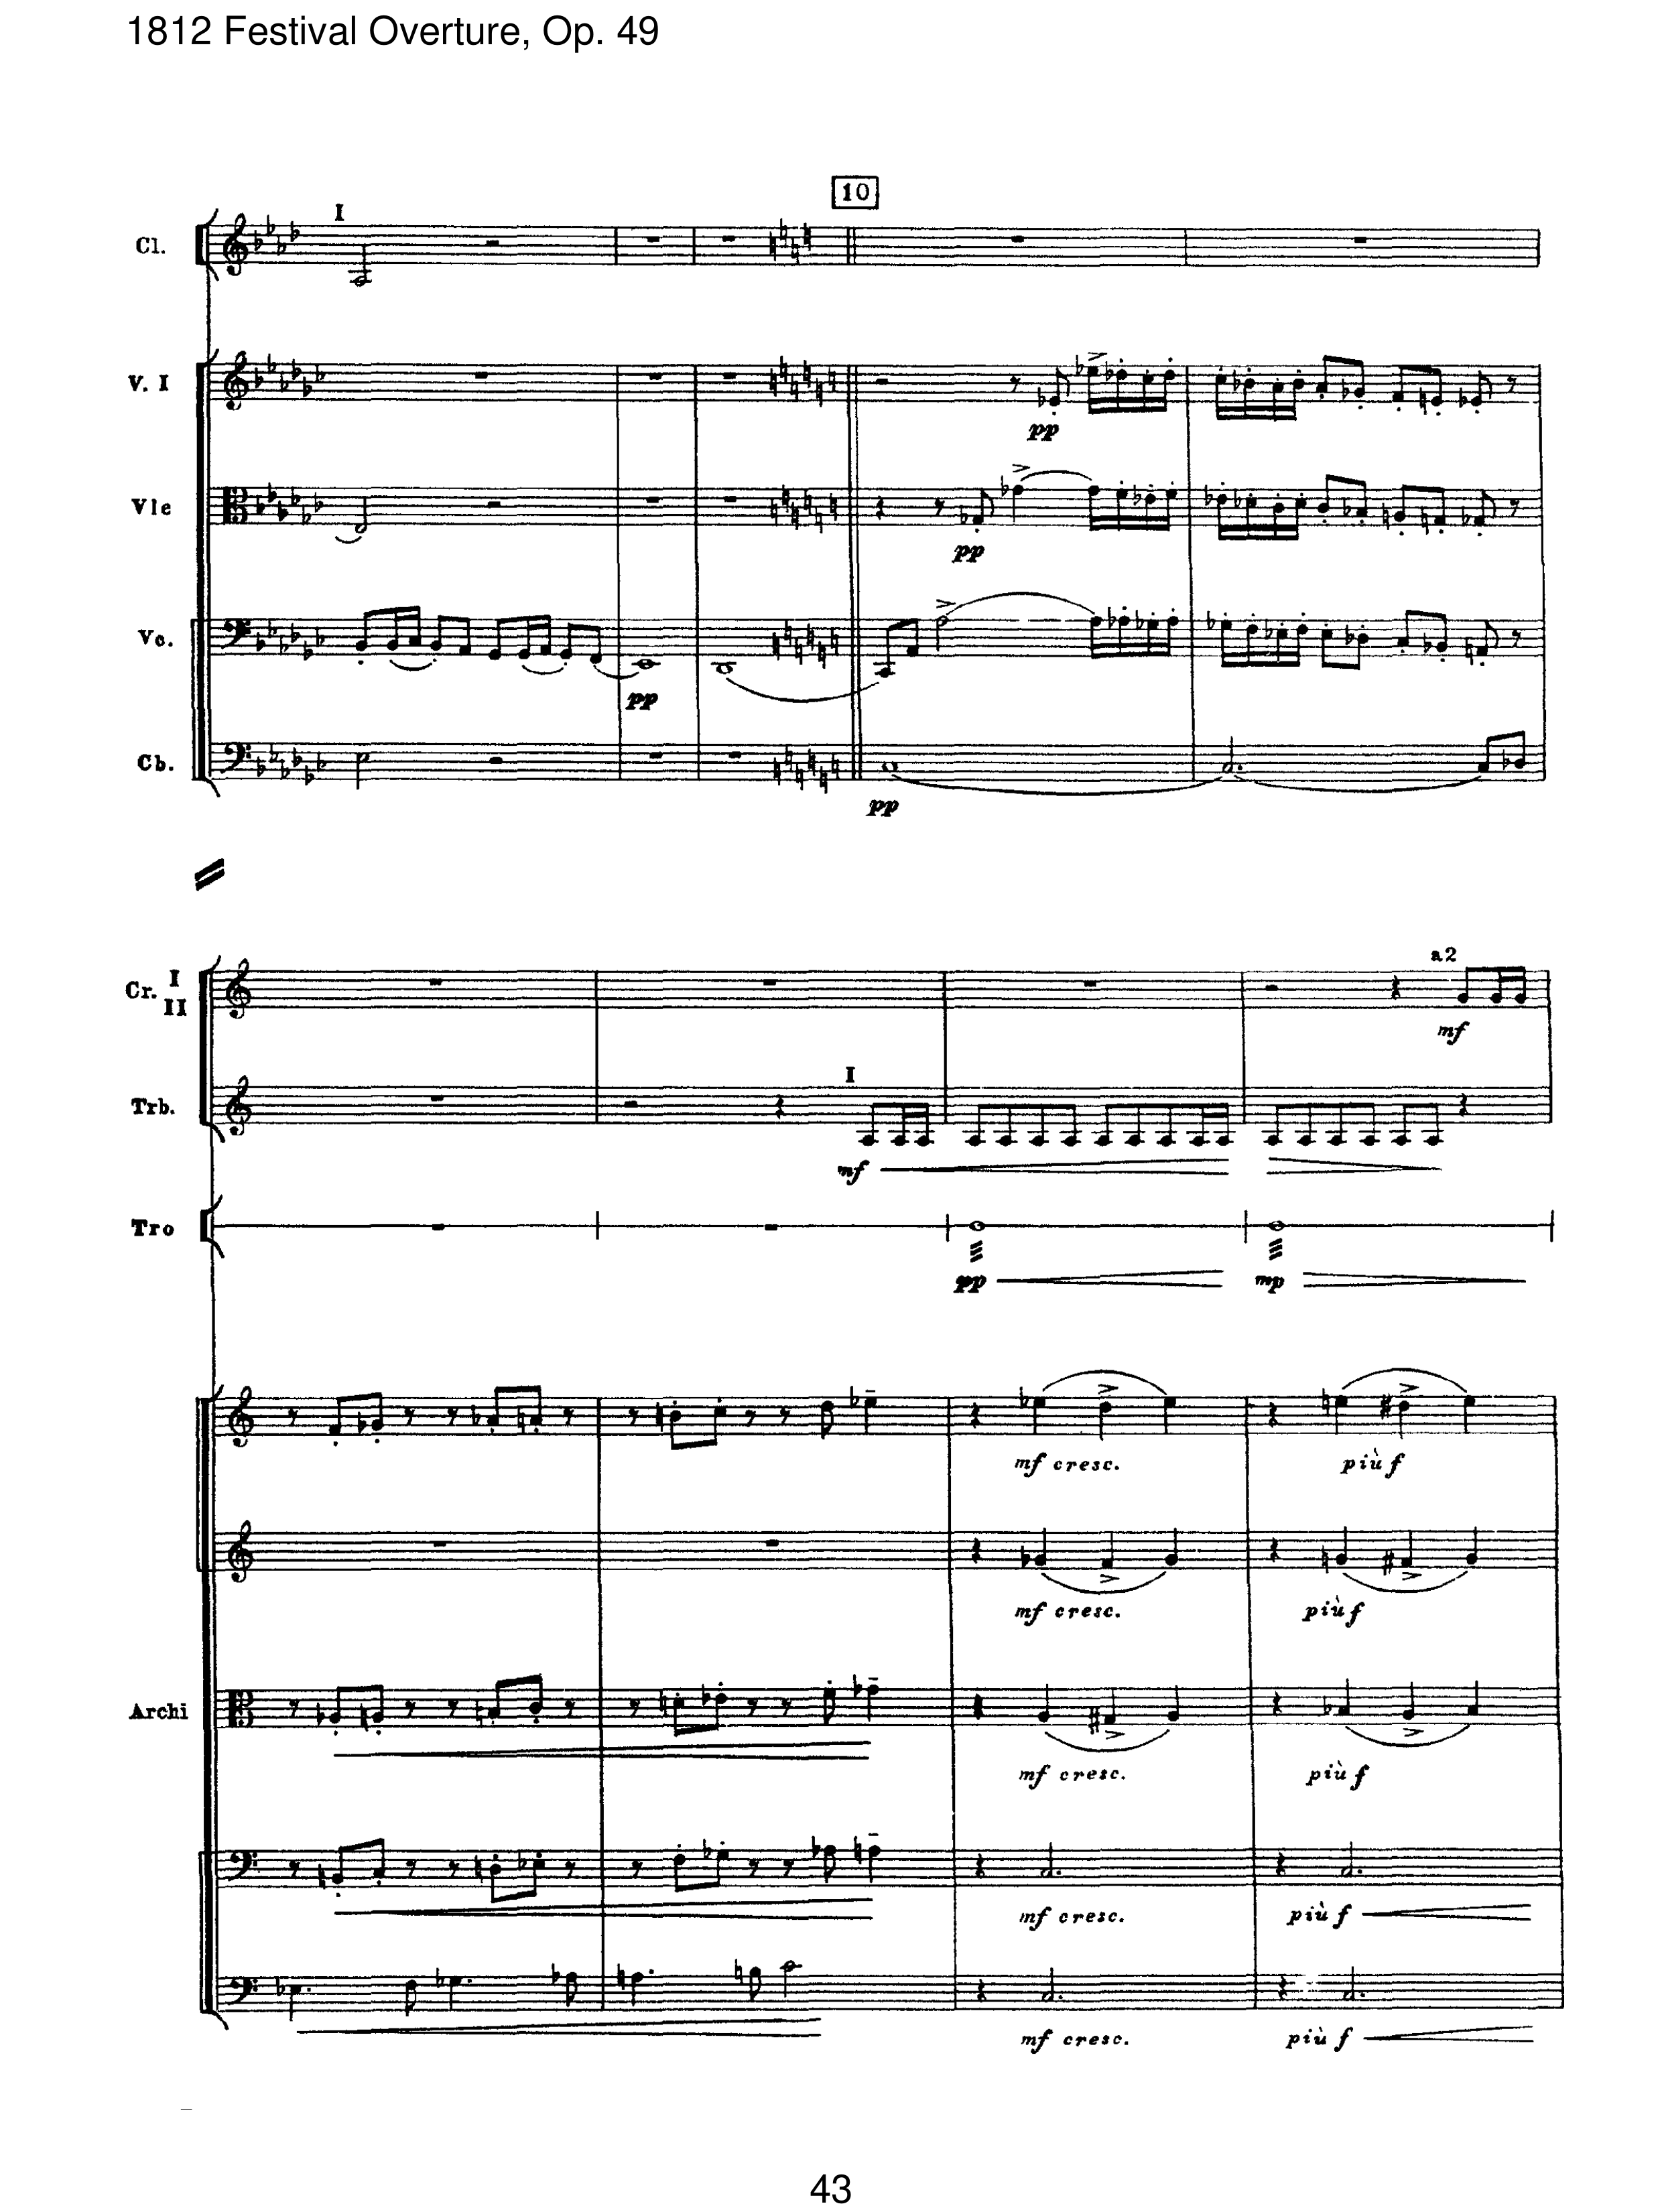 1812 Festival Overture, Op. 49
10
I
Cl.
V. I
pp
Vle
pp
Vc.
pp
Cb.
pp
a2
Cr. I
II
mf
I
Trb.
mf
Tro
pp mp
mf cresc. più f
mf cresc. più f
Archi
mf cresc. più f
mf cresc. più f
mf cresc. più f
43